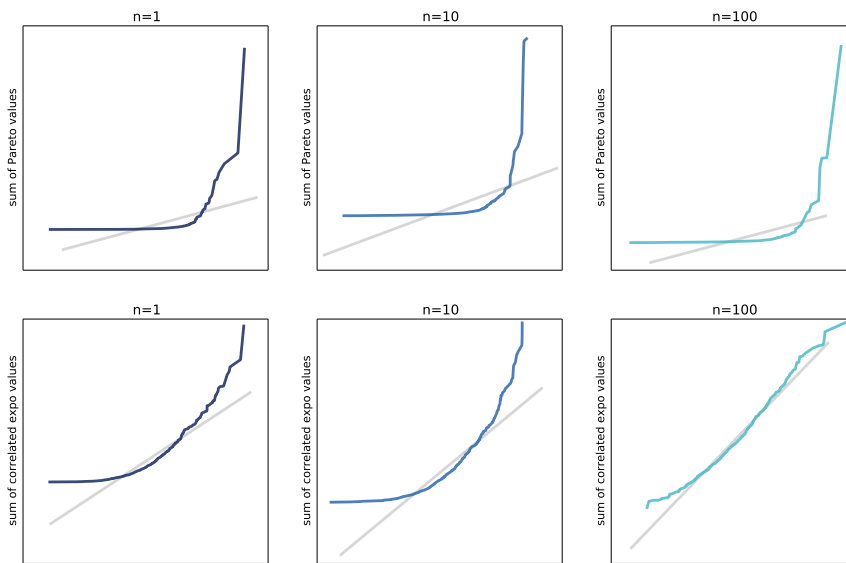 n=1
n=10
n=100
sum of Pareto values
sum of Pareto values
sum of Pareto values
n=1
n=10
n=100
sum of correlated expo values
sum of correlated expo values
sum of correlated expo values